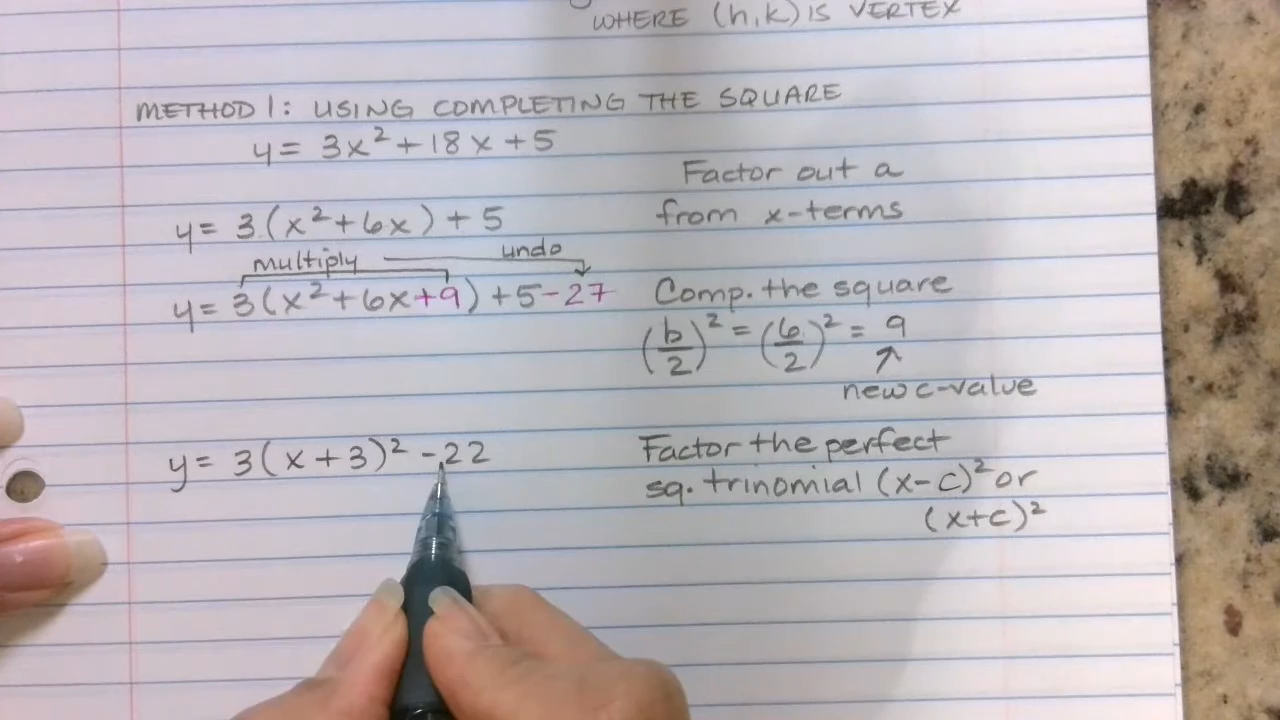 WHERE (h,k) IS VERTEX
METHOD 1: USING COMPLETING THE SQUARE
y = 3x² + 18x + 5
Factor out a
from x-terms
y = 3(x² + 6x) + 5
multiply undo
y = 3(x² + 6x + 9) + 5 - 27
Comp. the square
(b/2)² = (6/2)² = 9
new c-value
y = 3(x + 3)² - 22
Factor the perfect
sq. trinomial (x - c)² or
(x + c)²